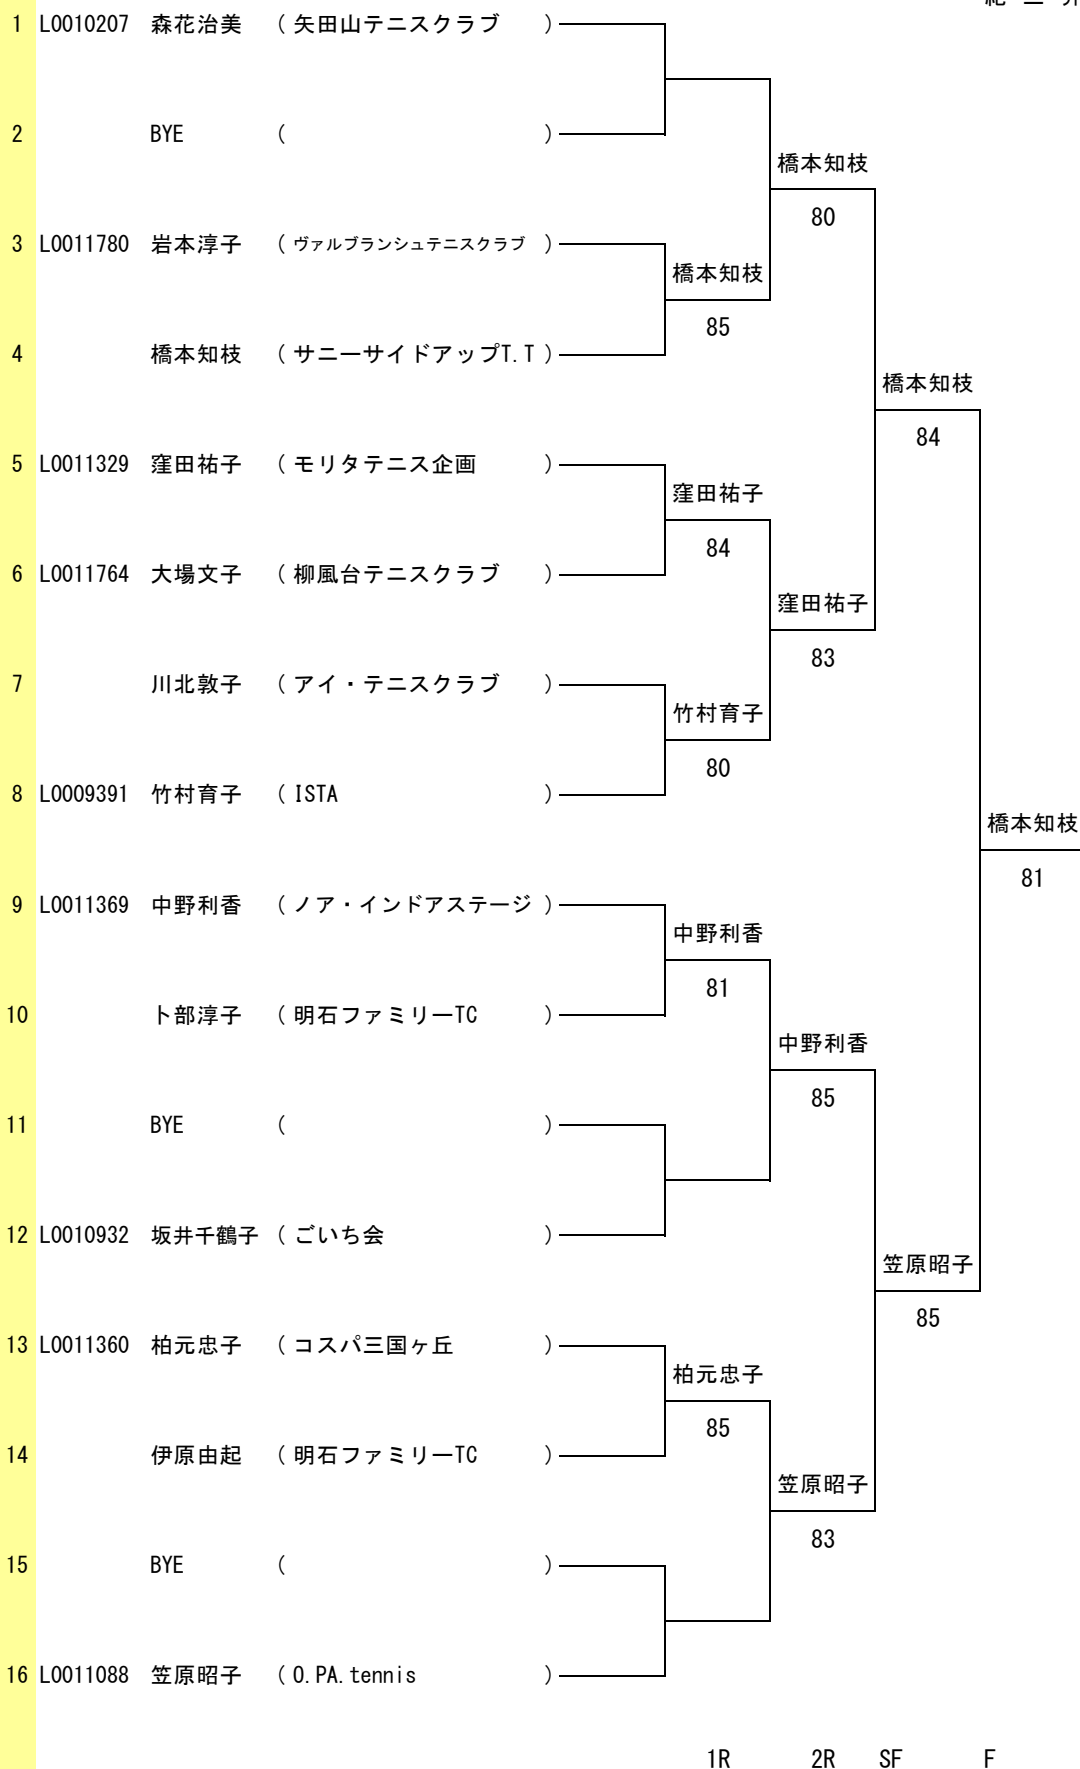 1 L0010207 森花治美 ( 矢田山テニスクラブ )
2 BYE ( )
橋本知枝
80
3 L0011780 岩本淳子 ( ヴァルブランシュテニスクラブ )
橋本知枝
85
4 橋本知枝 ( サニーサイドアップT.T )
橋本知枝
84
5 L0011329 窪田祐子 ( モリタテニス企画 )
窪田祐子
84
6 L0011764 大場文子 ( 柳風台テニスクラブ )
窪田祐子
83
7 川北敦子 ( アイ・テニスクラブ )
竹村育子
80
8 L0009391 竹村育子 ( ISTA )
橋本知枝
81
9 L0011369 中野利香 ( ノア・インドアステージ )
中野利香
81
10 卜部淳子 ( 明石ファミリーTC )
中野利香
85
11 BYE ( )
12 L0010932 坂井千鶴子 ( ごいち会 )
笠原昭子
85
13 L0011360 柏元忠子 ( コスパ三国ヶ丘 )
柏元忠子
85
14 伊原由起 ( 明石ファミリーTC )
笠原昭子
83
15 BYE ( )
16 L0011088 笠原昭子 ( O.PA.tennis )
1R 2R SF F